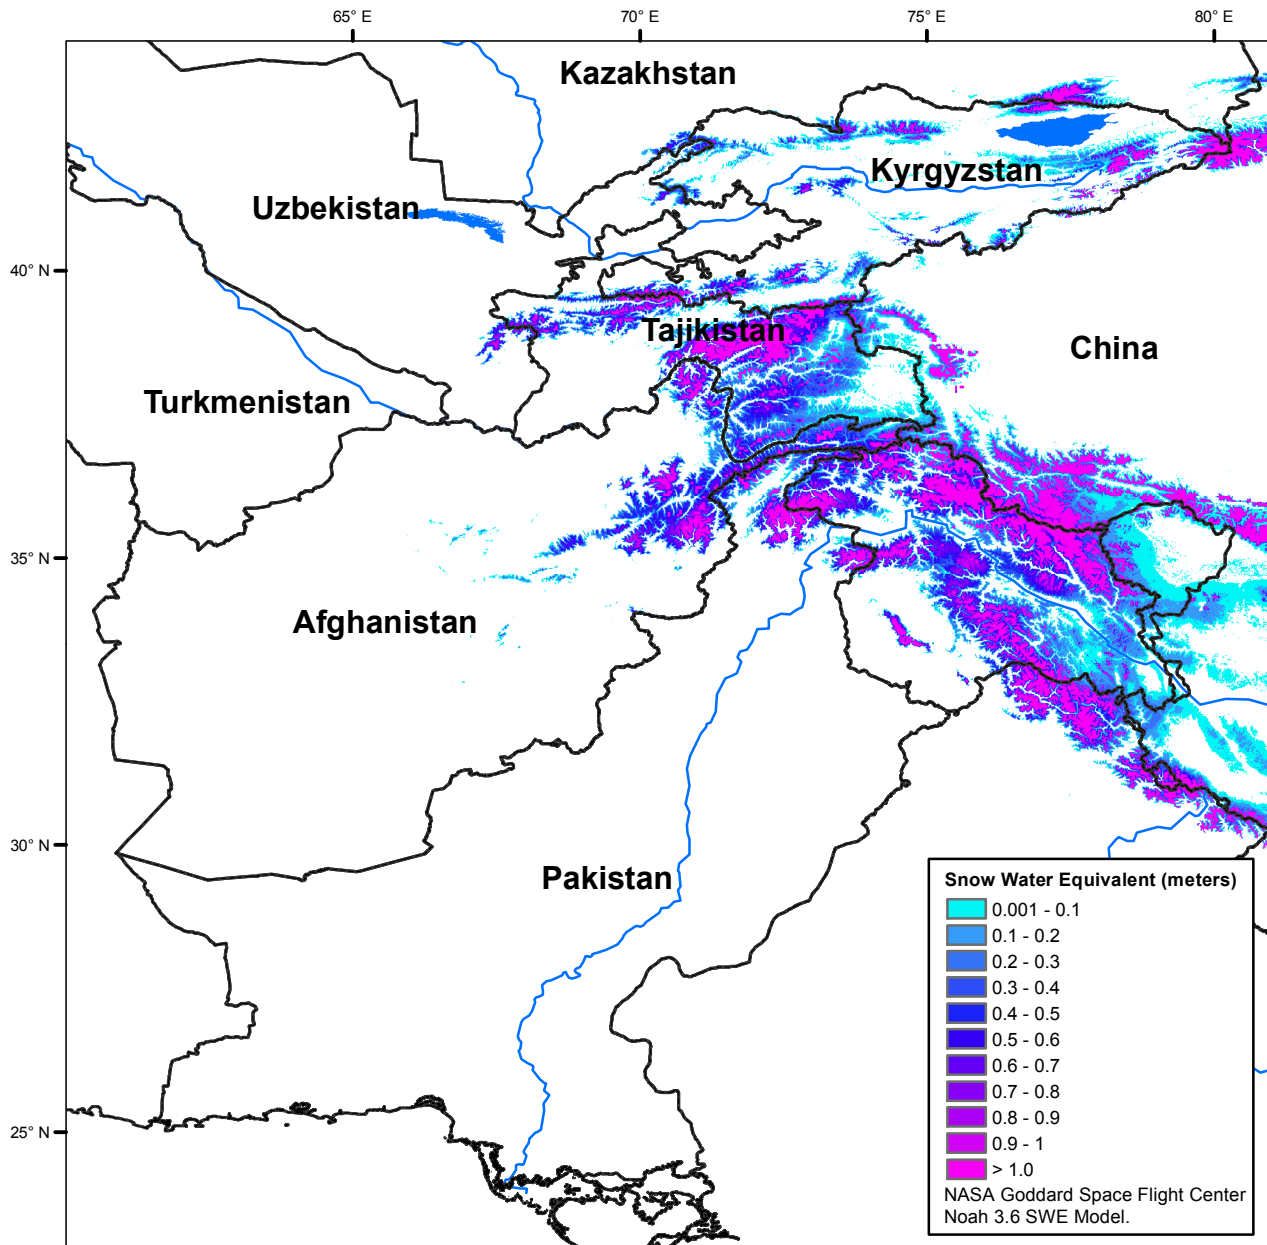 65° E
70° E
75° E
80° E
Kazakhstan
Kyrgyzstan
Uzbekistan
40° N
Tajikistan
China
Turkmenistan
35° N
Afghanistan
30° N
Pakistan
25° N
Snow Water Equivalent (meters)
0.001 - 0.1
0.1 - 0.2
0.2 - 0.3
0.3 - 0.4
0.4 - 0.5
0.5 - 0.6
0.6 - 0.7
0.7 - 0.8
0.8 - 0.9
0.9 - 1
> 1.0
NASA Goddard Space Flight Center
Noah 3.6 SWE Model.